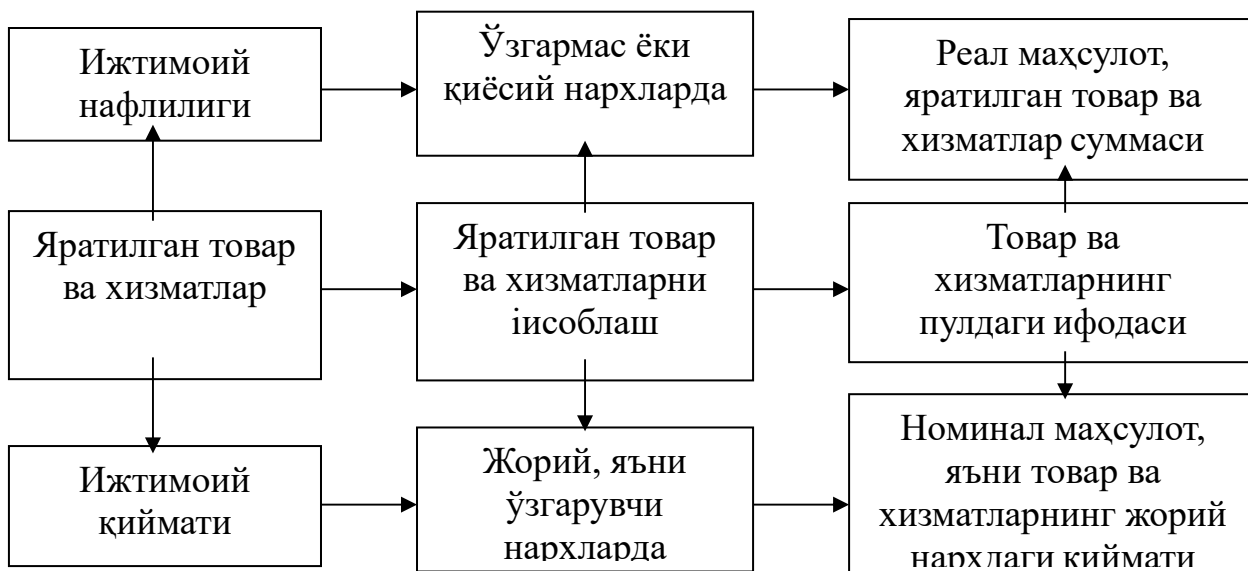 Ижтимоий
нафлилиги
Ўзгармас ёки
қиёсий нархларда
Реал маҳсулот,
яратилган товар ва
хизматлар суммаси
Яратилган товар
ва хизматлар
Яратилган товар
ва хизматларни
іисоблаш
Товар ва
хизматларнинг
пулдаги ифодаси
Ижтимоий
қиймати
Жорий, яъни
ўзгарувчи
нархларда
Номинал маҳсулот,
яъни товар ва
хизматларнинг жорий
нархдаги қиймати